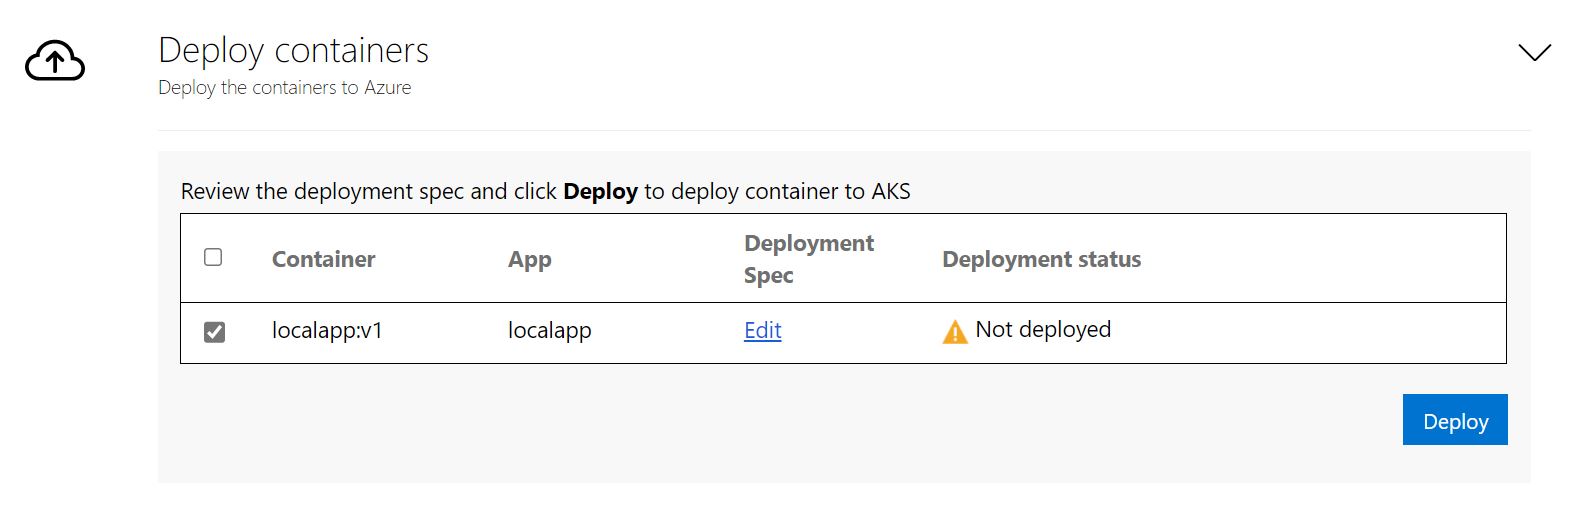 Deploy containers
Deploy the containers to Azure
Review the deployment spec and click Deploy to deploy container to AKS
Container App Deployment Spec Deployment status
localapp:v1 localapp Edit Not deployed
Deploy